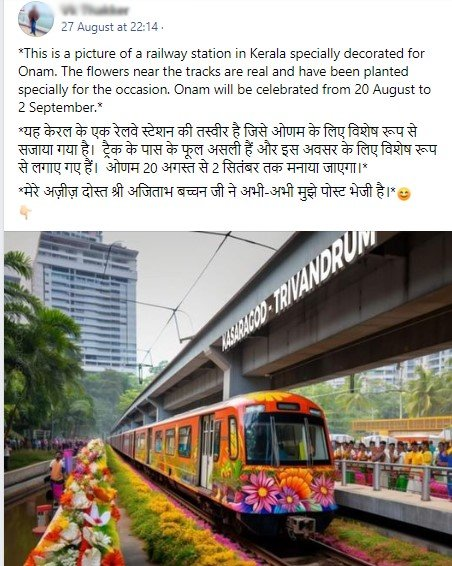 27 August at 22:14 ·
*This is a picture of a railway station in Kerala specially decorated for
Onam. The flowers near the tracks are real and have been planted
specially for the occasion. Onam will be celebrated from 20 August to
2 September.*
*यह केरल के एक रेलवे स्टेशन की तस्वीर है जिसे ओणम के लिए विशेष रूप से
सजाया गया है। ट्रैक के पास के फूल असली हैं और इस अवसर के लिए विशेष रूप
से लगाए गए हैं। ओणम 20 अगस्त से 2 सितंबर तक मनाया जाएगा।*
*मेरे अज़ीज़ दोस्त श्री अजिताभ बच्चन जी ने अभी-अभी मुझे पोस्ट भेजी है।*😊
👇🏻
KASARAGOD - TRIVANDRUM